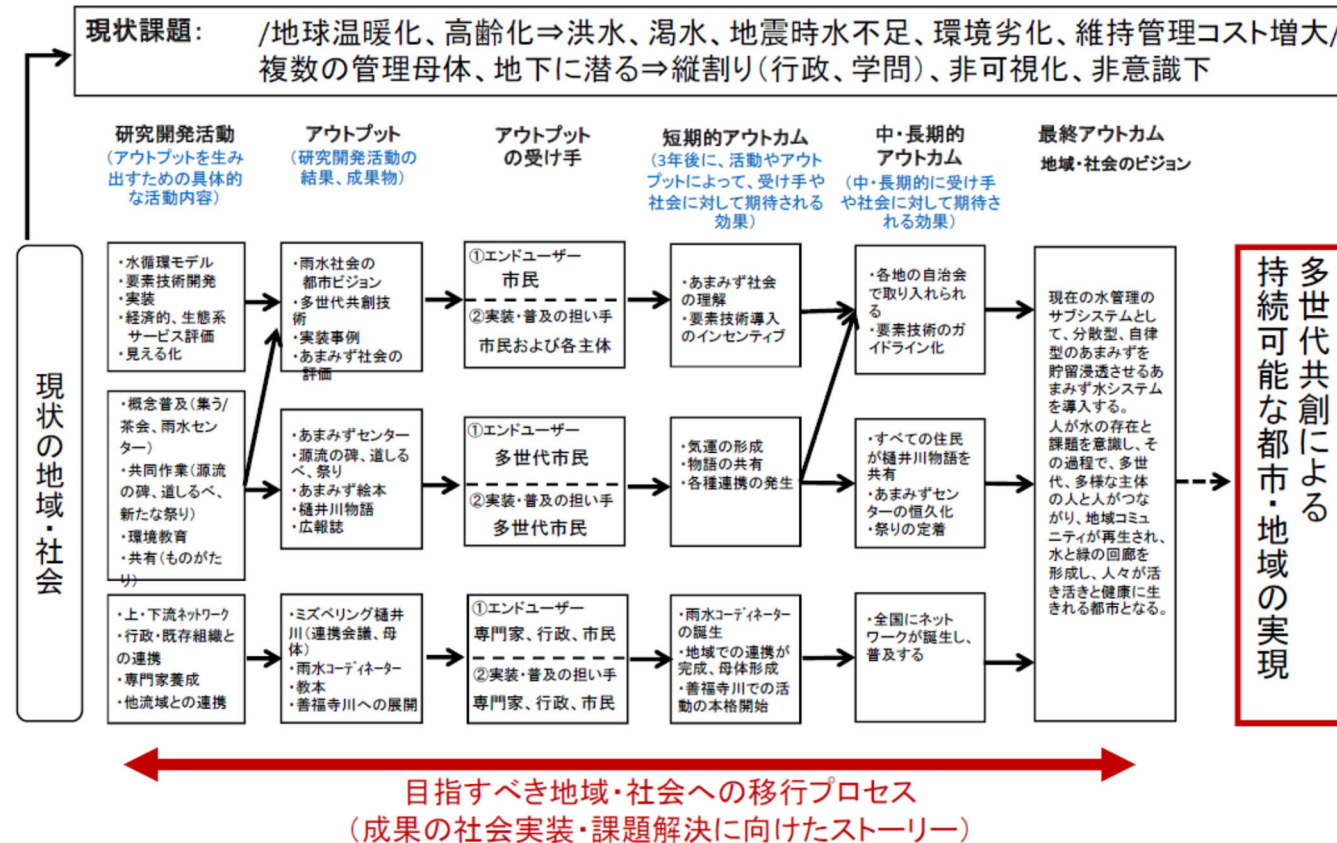 現状課題: /地球温暖化、高齢化⇒洪水、渇水、地震時水不足、環境劣化、維持管理コスト増大/
複数の管理母体、地下に潜る⇒縦割り(行政、学問)、非可視化、非意識下
研究開発活動
(アウトプットを生み
出すための具体的
な活動内容)
アウトプット
(研究開発活動の
結果、成果物)
アウトプット
の受け手
短期的アウトカム
(3年後に、活動やアウト
プットによって、受け手や
社会に対して期待される
効果)
中・長期的
アウトカム
(中・長期的に受け手
や社会に対して期待さ
れる効果)
最終アウトカム
地域・社会のビジョン
現状の地域・社会
・水循環モデル
・要素技術開発
・実装
・経済的、生態系
サービス評価
・見える化
・雨水社会の
都市ビジョン
・多世代共創技
術
・実装事例
・あまみず社会の
評価
①エンドユーザー
市民
②実装・普及の担い手
市民および各主体
・あまみず社会
の理解
・要素技術導入
のインセンティブ
・各地の自治会
で取り入れられ
る
・要素技術のガ
イドライン化
・概念普及(集う/
茶会、雨水セン
ター)
・共同作業(源流
の碑、道しるべ、
新たな祭り)
・環境教育
・共有(ものがた
り)
・あまみずセンター
・源流の碑、道しる
べ、祭り
・あまみず絵本
・樋井川物語
・広報誌
①エンドユーザー
多世代市民
②実装・普及の担い手
多世代市民
・気運の形成
・物語の共有
・各種連携の発生
・すべての住民
が樋井川物語を
共有
・あまみずセン
ターの恒久化
・祭りの定着
・上・下流ネットワーク
・行政・既存組織と
の連携
・専門家養成
・他流域との連携
・ミズベリング樋井
川(連携会議、母
体)
・雨水コーディネーター
・教本
・善福寺川への展開
①エンドユーザー
専門家、行政、市民
②実装・普及の担い手
専門家、行政、市民
・雨水コーディネーター
の誕生
・地域での連携が
完成、母体形成
・善福寺川での活
動の本格開始
・全国にネット
ワークが誕生し、
普及する
現在の水管理の
サブシステムとし
て、分散型、自律
型のあまみずを
貯留浸透させるあ
まみず水システム
を導入する。
人が水の存在と
課題を意識し、そ
の過程で、多世
代、多様な主体
の人と人がつな
がり、地域コミュ
ニティが再生され、
水と緑の回廊を
形成し、人々が活
き活きと健康に生
きれる都市となる。
多世代共創による
持続可能な都市・地域の実現
目指すべき地域・社会への移行プロセス
(成果の社会実装・課題解決に向けたストーリー)